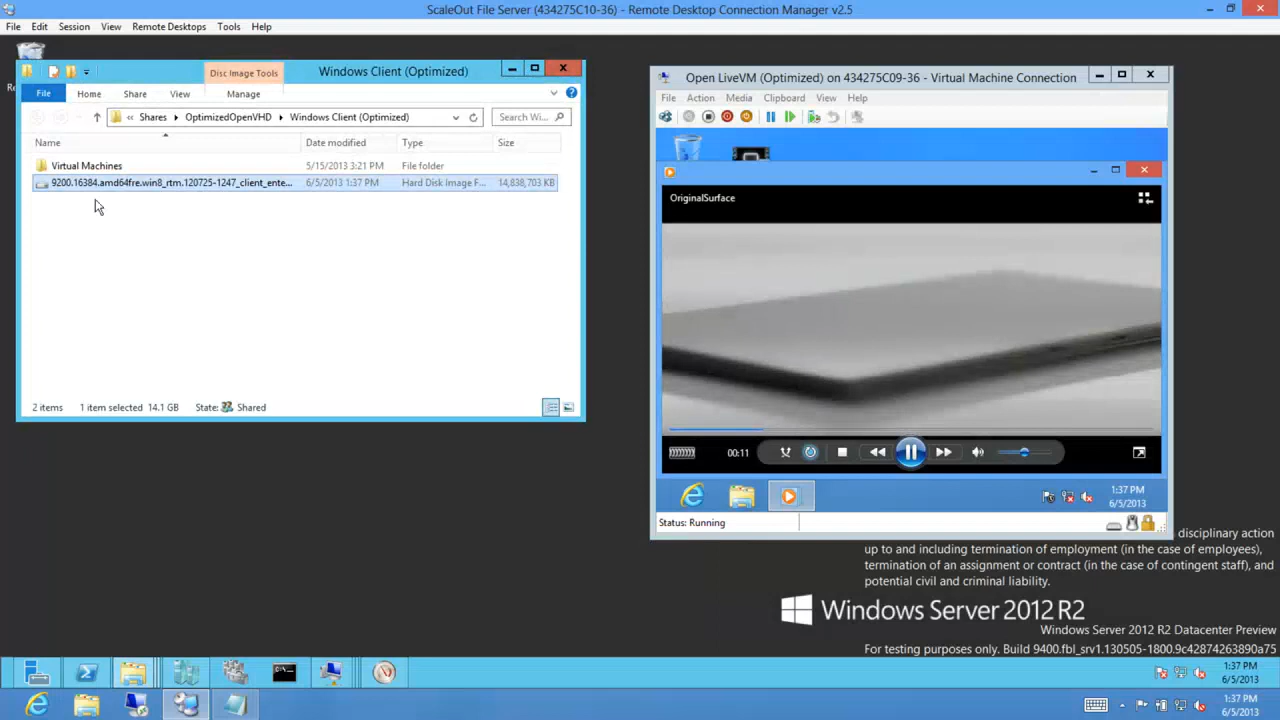 ScaleOut File Server (434275C10-36) - Remote Desktop Connection Manager v2.5
File Edit Session View Remote Desktops Tools Help
Disc Image Tools
Windows Client (Optimized)
File Home Share View Manage
« Shares OptimizedOpenVHD Windows Client (Optimized)
Search Wi...
Name Date modified Type Size
Virtual Machines 5/15/2013 3:21 PM File folder
9200.16384.amd64fre.win8_rtm.120725-1247_client_ente... 6/5/2013 1:37 PM Hard Disk Image F... 14,838,703 KB
2 items 1 item selected 14.1 GB State: Shared
Open LiveVM (Optimized) on 434275C09-36 - Virtual Machine Connection
File Action Media Clipboard View Help
OriginalSurface
00:11
1:37 PM
6/5/2013
Status: Running
disciplinary action
up to and including termination of employment (in the case of employees),
termination of an assignment or contract (in the case of contingent staff), and
potential civil and criminal liability.
Windows Server 2012 R2
Windows Server 2012 R2 Datacenter Preview
For testing purposes only. Build 9400.fbl_srv1.130505-1800.9c42874263890a75
1:37 PM
6/5/2013
1:37 PM
6/5/2013